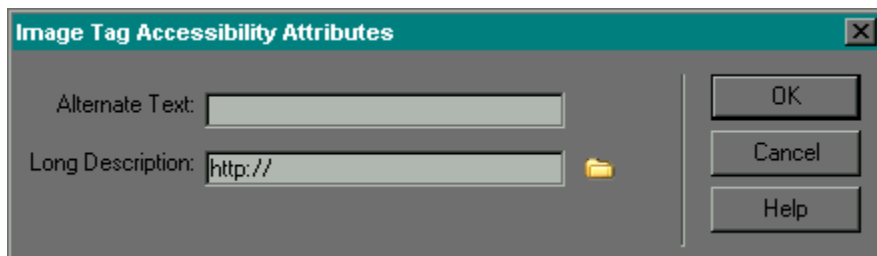 Image Tag Accessibility Attributes
Alternate Text:
OK
Long Description: http://
Cancel
Help